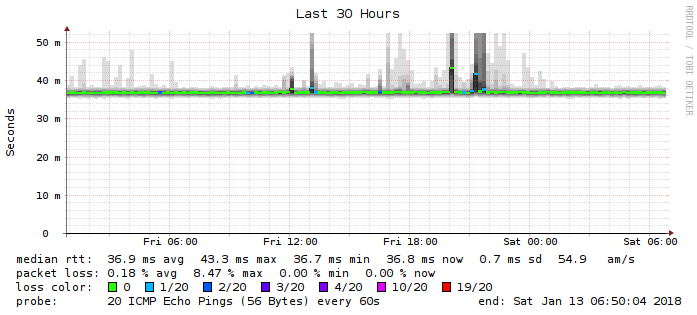 Last 30 Hours
RRDTOOL / TOBI OETIKER
Seconds
50 m
40 m
30 m
20 m
10 m
0
Fri 06:00 Fri 12:00 Fri 18:00 Sat 00:00 Sat 06:00
median rtt: 36.9 ms avg 43.3 ms max 36.7 ms min 36.8 ms now 0.7 ms sd 54.9 am/s
packet loss: 0.18 % avg 8.47 % max 0.00 % min 0.00 % now
loss color: 0 1/20 2/20 3/20 4/20 10/20 19/20
probe: 20 ICMP Echo Pings (56 Bytes) every 60s end: Sat Jan 13 06:50:04 2018